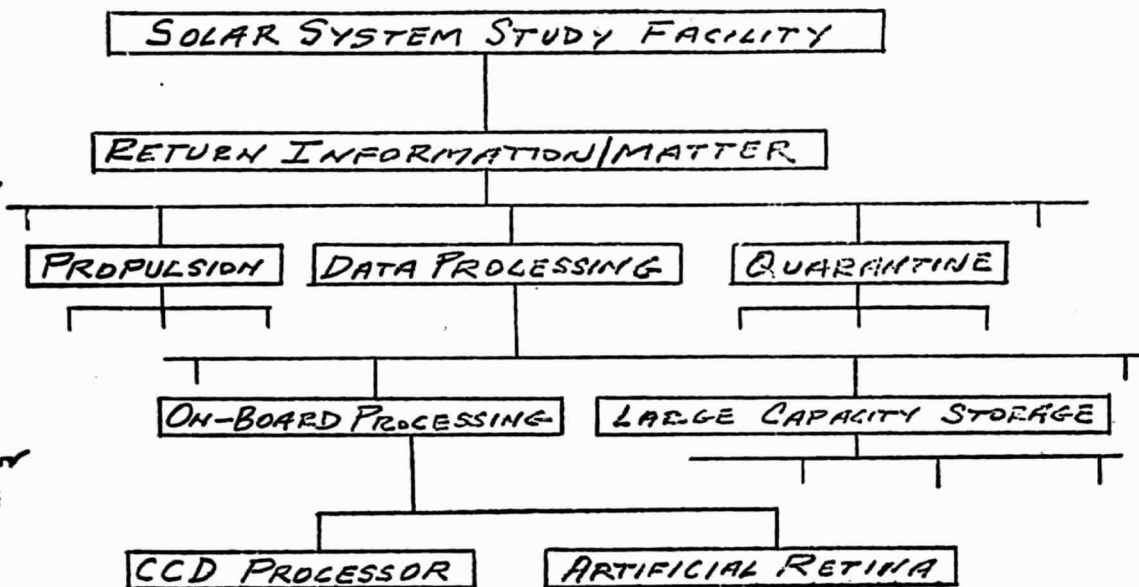 SOLAR SYSTEM STUDY FACILITY
RETURN INFORMATION/MATTER
PROPULSION
DATA PROCESSING
QUARANTINE
ON-BOARD PROCESSING
LARGE CAPACITY STORAGE
CCD PROCESSOR
ARTIFICIAL RETINA